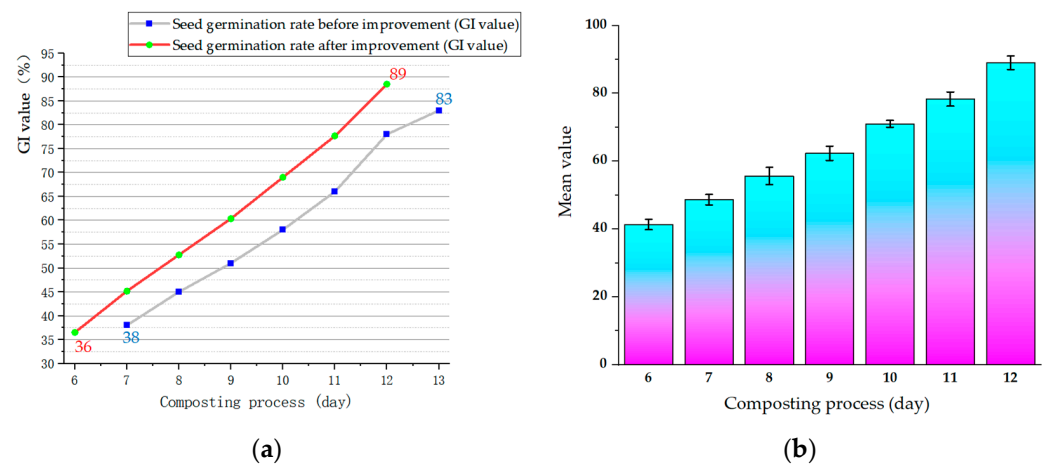 Seed germination rate before improvement (GI value)
Seed germination rate after improvement (GI value)
GI value (%)
95
90
85
80
75
70
65
60
55
50
45
40
35
30
89
83
36
38
6 7 8 9 10 11 12 13
Composting process (day)
(a)
Mean value
100
80
60
40
20
0
6 7 8 9 10 11 12
Composting process (day)
(b)